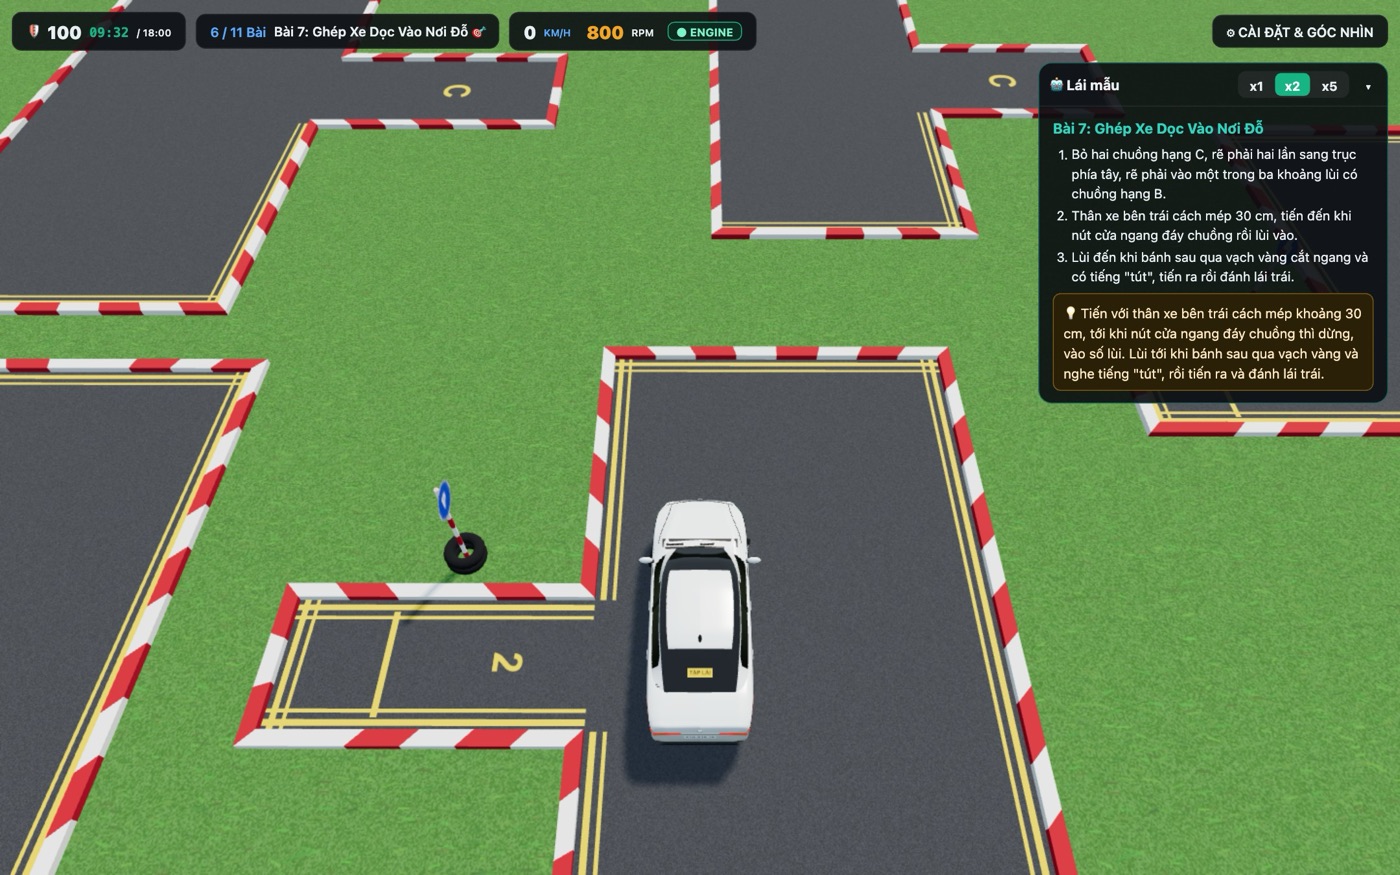 100 09:32 / 18:00
6 / 11 Bài Bài 7: Ghép Xe Dọc Vào Nơi Đỗ
0 KM/H 800 RPM ENGINE
CÀI ĐẶT & GÓC NHÌN
Lái mẫu
x1 x2 x5
Bài 7: Ghép Xe Dọc Vào Nơi Đỗ
1. Bỏ hai chuồng hạng C, rẽ phải hai lần sang trục
phía tây, rẽ phải vào một trong ba khoảng lùi có
chuồng hạng B.
2. Thân xe bên trái cách mép 30 cm, tiến đến khi
nút cửa ngang đáy chuồng rồi lùi vào.
3. Lùi đến khi bánh sau qua vạch vàng cắt ngang và
có tiếng "tút", tiến ra rồi đánh lái trái.
Tiến với thân xe bên trái cách mép khoảng 30
cm, tới khi nút cửa ngang đáy chuồng thì dừng,
vào số lùi. Lùi tới khi bánh sau qua vạch vàng và
nghe tiếng "tút", rồi tiến ra và đánh lái trái.
C
C
2
TẬP LÁI